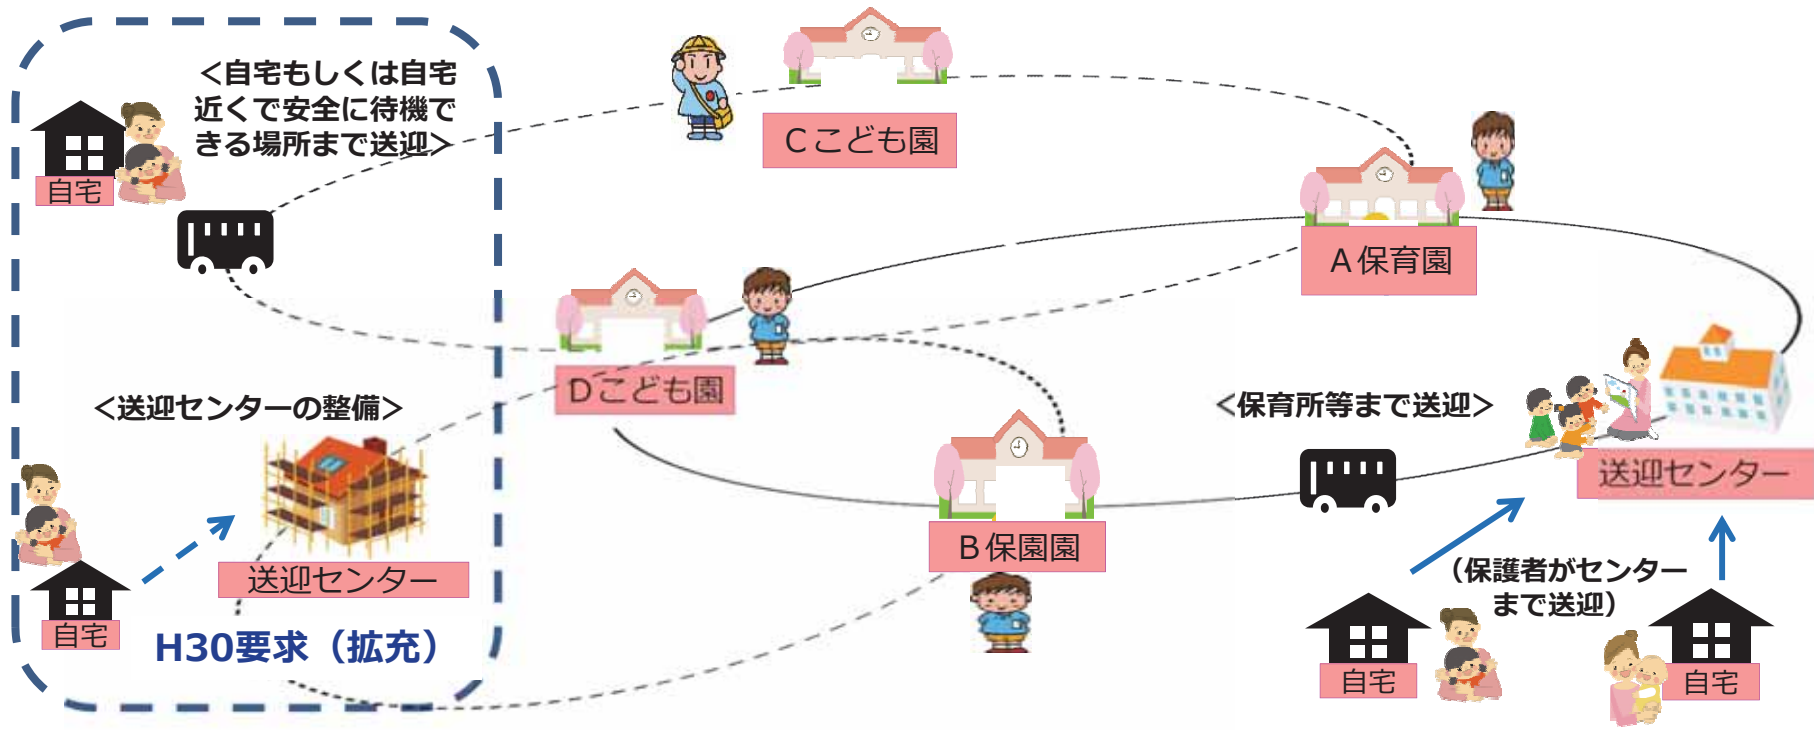 <自宅もしくは自宅
近くで安全に待機で
きる場所まで送迎>
自宅
Cこども園
A保育園
Dこども園
<送迎センターの整備>
<保育所等まで送迎>
送迎センター
B保園園
送迎センター
自宅
H30要求（拡充）
（保護者がセンター
まで送迎）
自宅
自宅